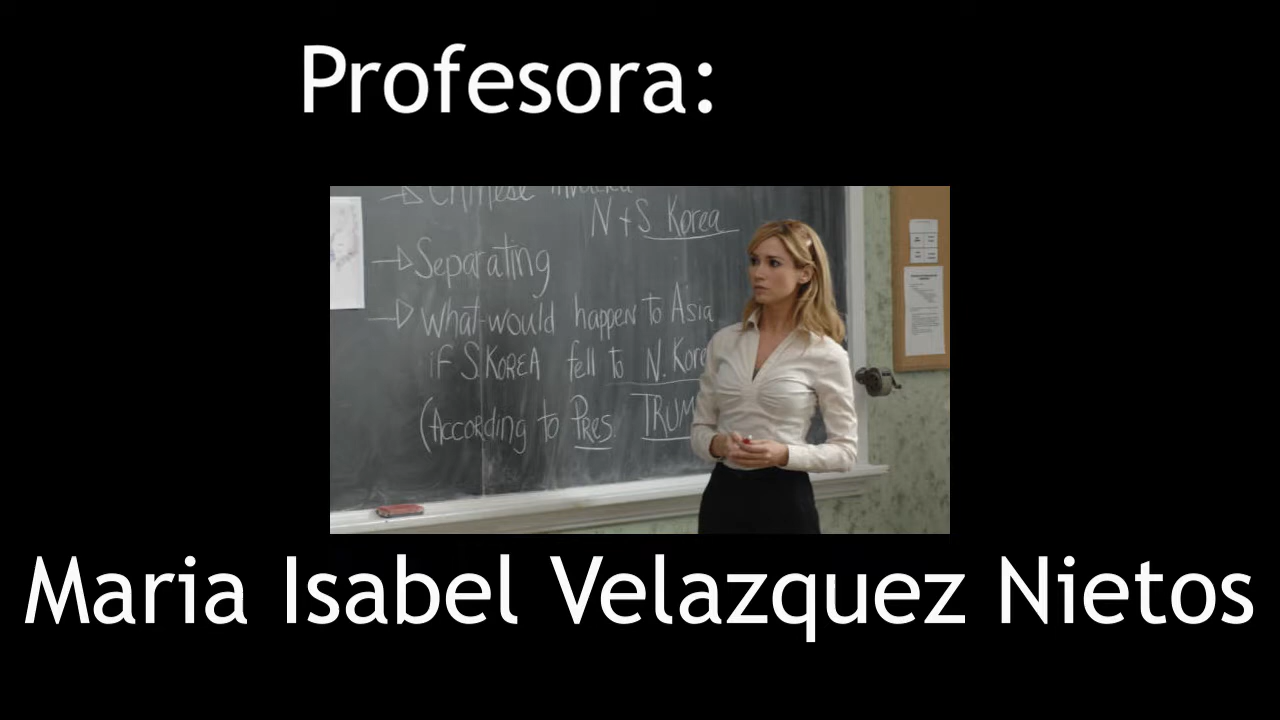 Profesora:
N + S Korea
Separating
What would happen to Asia
if S. KOREA fell to N. Kore
(According to Pres. TRUM
Maria Isabel Velazquez Nietos